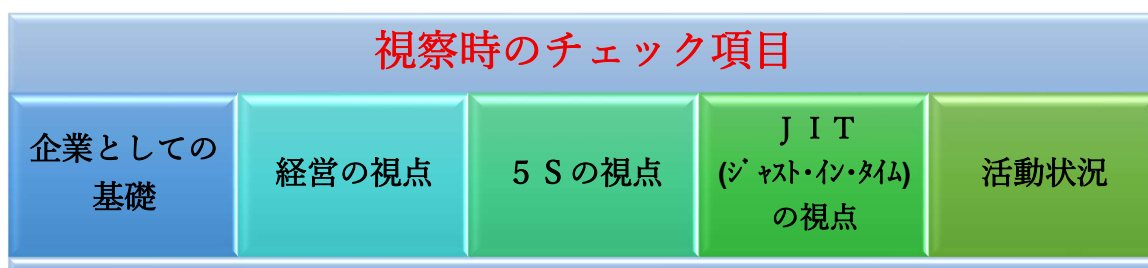 視察時のチェック項目
企業としての
基礎
経営の視点
５Ｓの視点
ＪＩＴ
(ｼﾞｬｽﾄ･ｲﾝ･ﾀｲﾑ)
の視点
活動状況